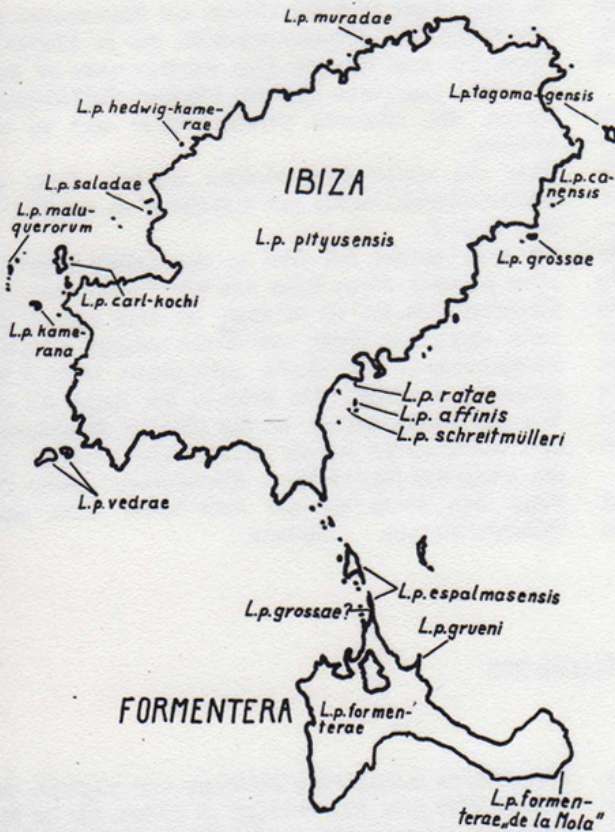 L.p. muradae
L.p.tagoma-gensis
L.p. hedwig-kame-
rae
L.p. saladae
IBIZA
L.p. ca-
nensis
L.p. malu-
querorum
L.p. pityusensis
L.p. grossae
L.p. carl-kochi
L.p. kame-
rana
L.p. ratae
L.p. affinis
L.p. schreitmülleri
L.p. vedrae
L.p. espalmasensis
L.p. grossae?
L.p. grueni
FORMENTERA
L.p. formen-
terae
L.p. formen-
terae „de la Mola"